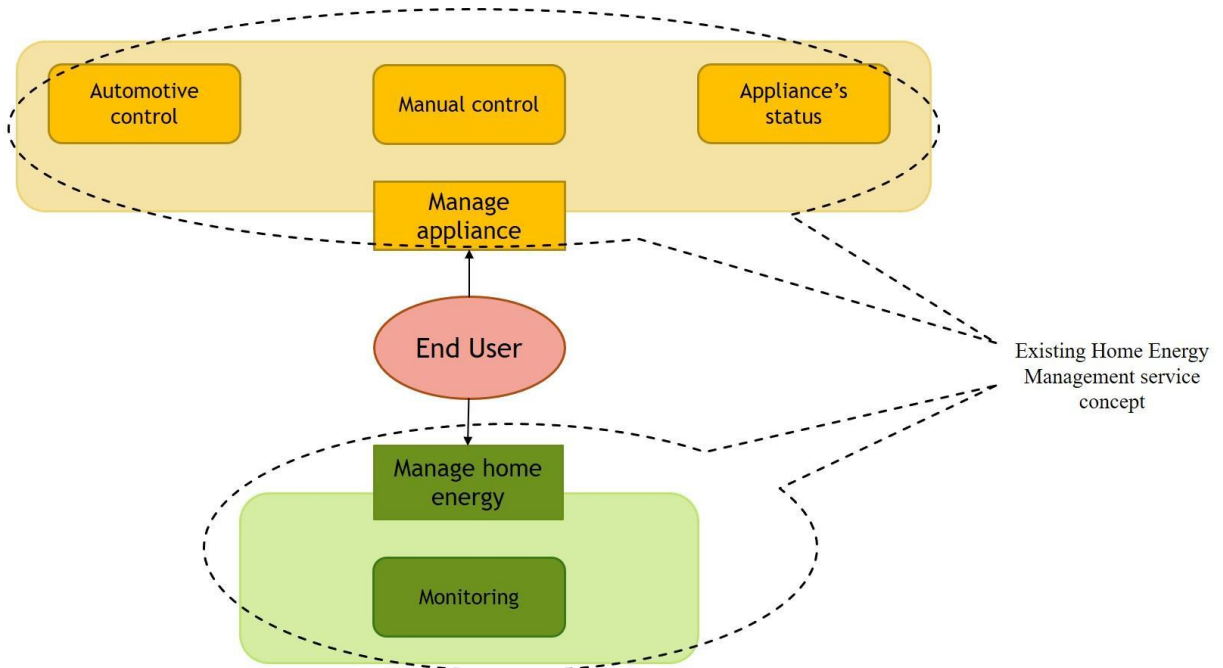 Automotive
control
Manual control
Appliance's
status
Manage
appliance
End User
Existing Home Energy
Management service
concept
Manage home
energy
Monitoring